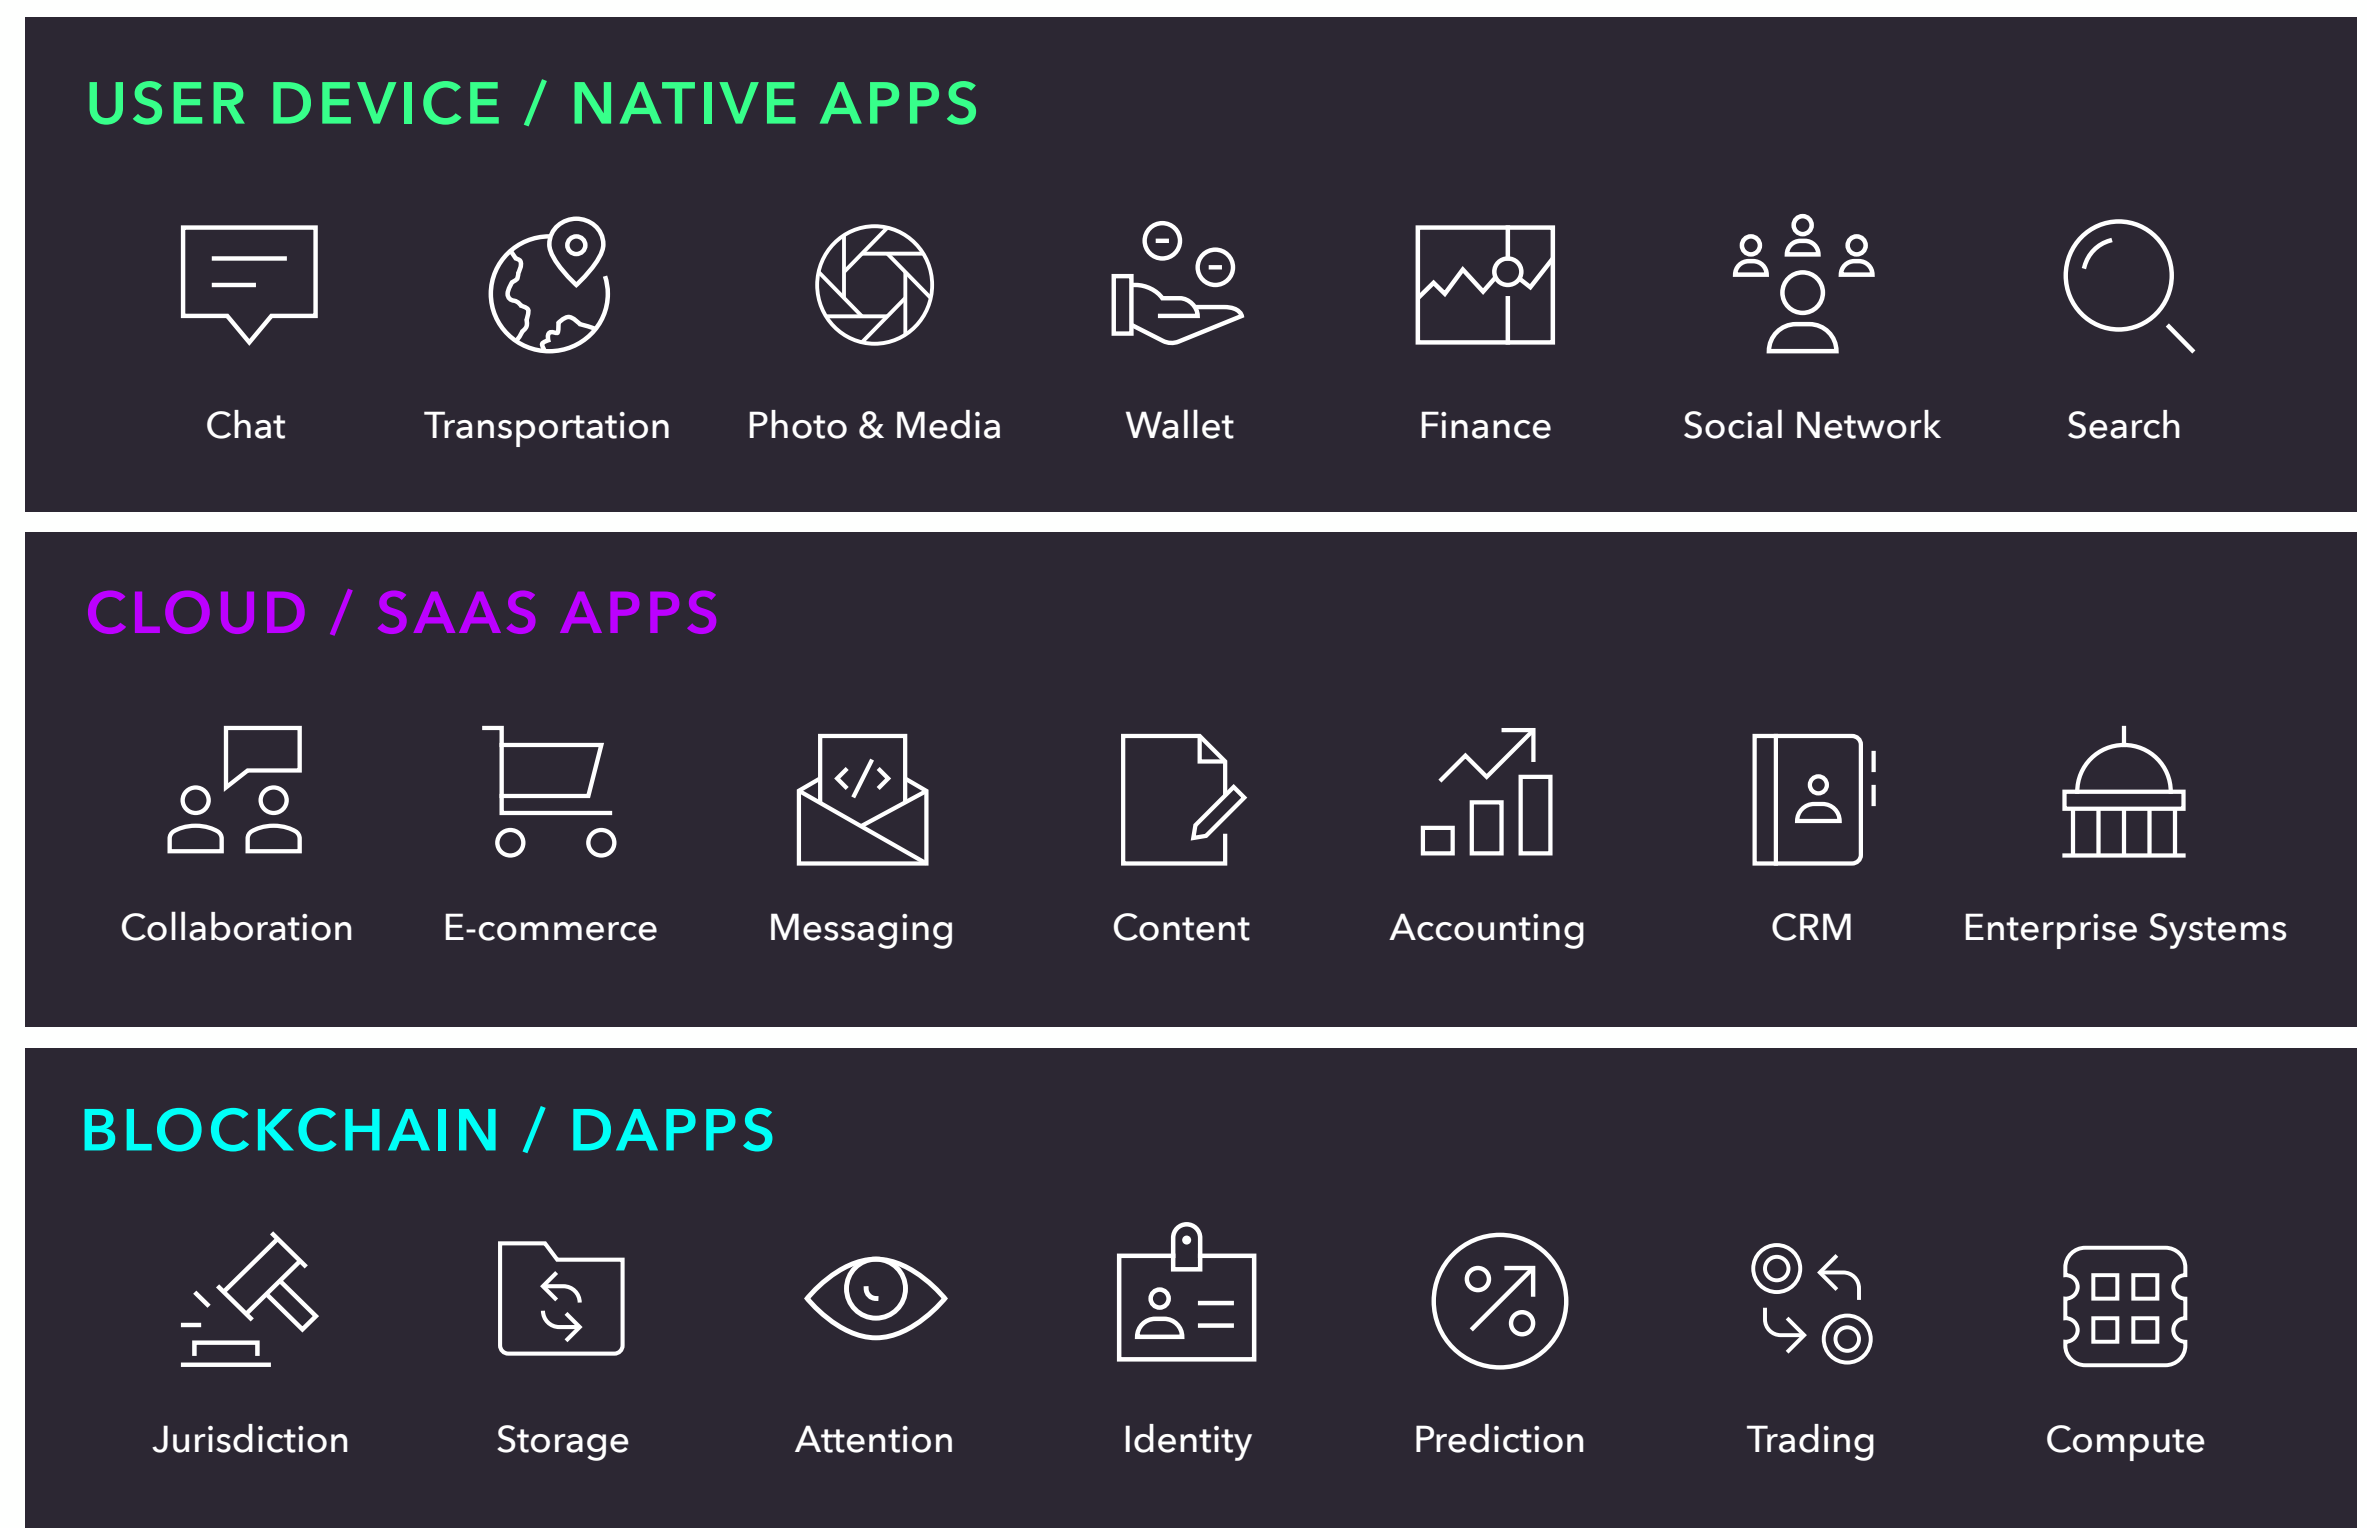 USER DEVICE / NATIVE APPS
Chat Transportation Photo & Media Wallet Finance Social Network Search
CLOUD / SAAS APPS
</>
Collaboration E-commerce Messaging Content Accounting CRM Enterprise Systems
BLOCKCHAIN / DAPPS
Jurisdiction Storage Attention Identity Prediction Trading Compute